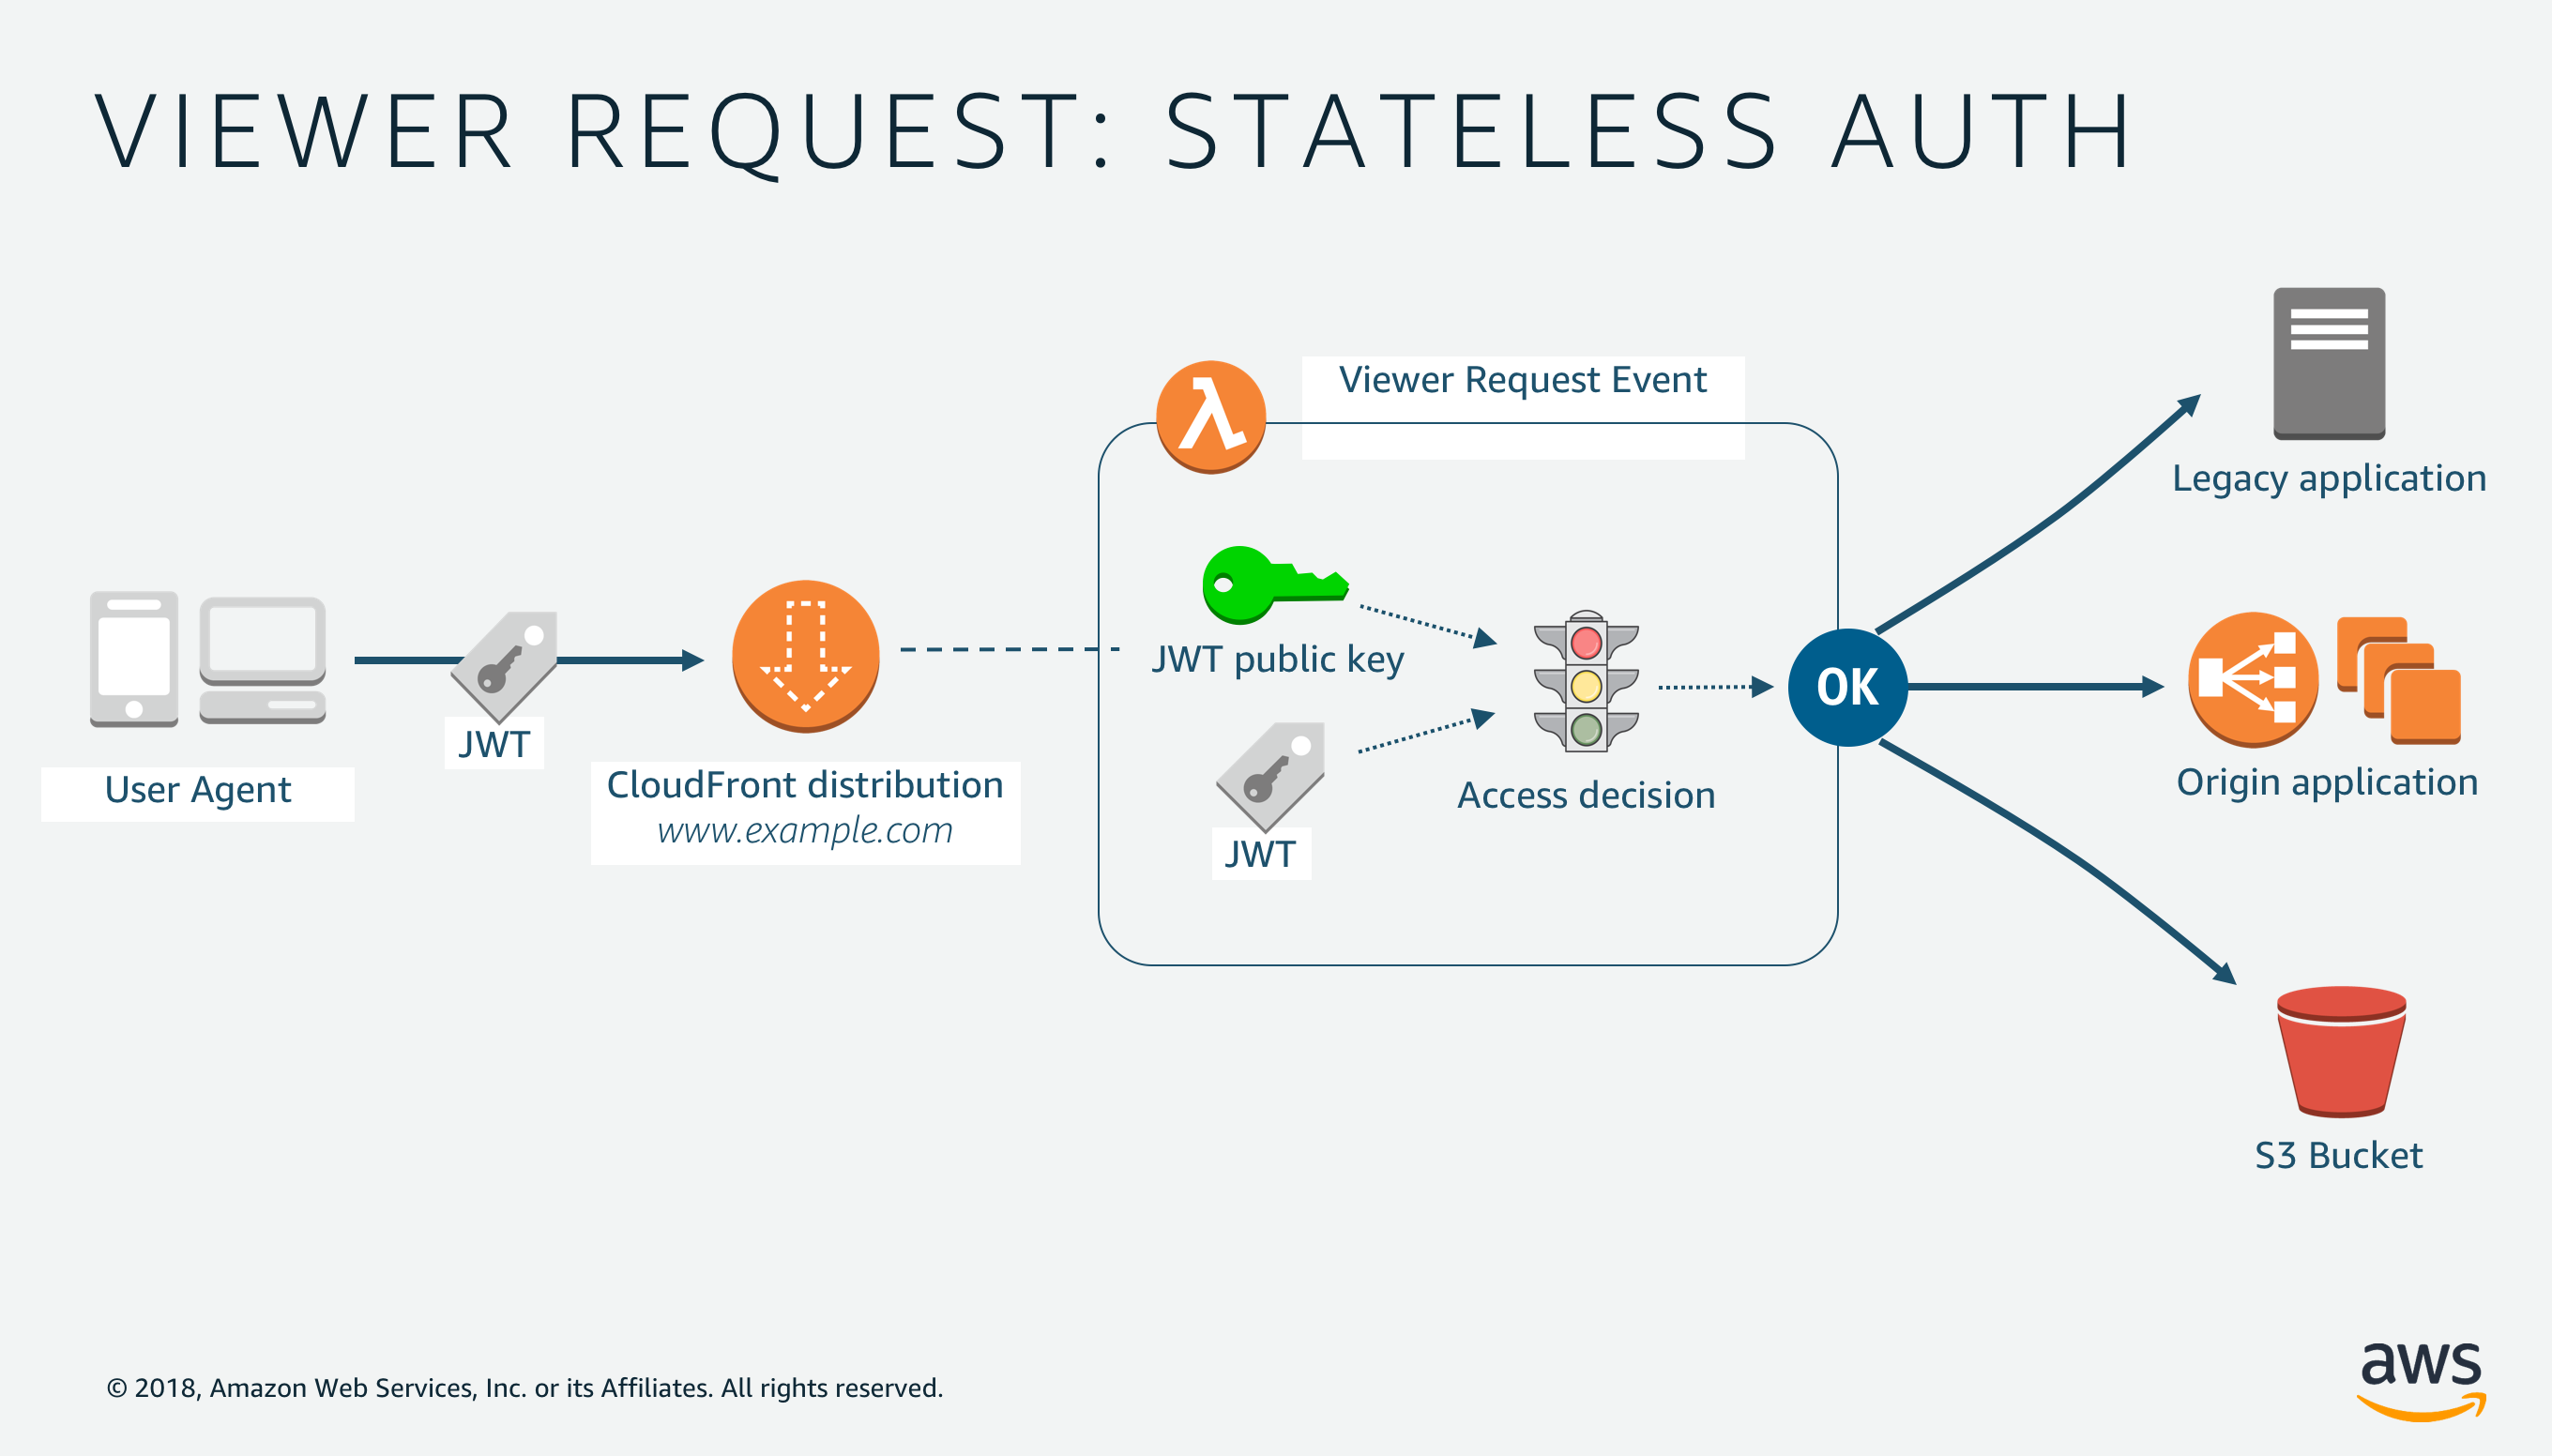 VIEWER REQUEST: STATELESS AUTH
Viewer Request Event
λ
Legacy application
JWT public key
OK
JWT
User Agent
CloudFront distribution
www.example.com
Access decision
Origin application
JWT
S3 Bucket
© 2018, Amazon Web Services, Inc. or its Affiliates. All rights reserved.
aws